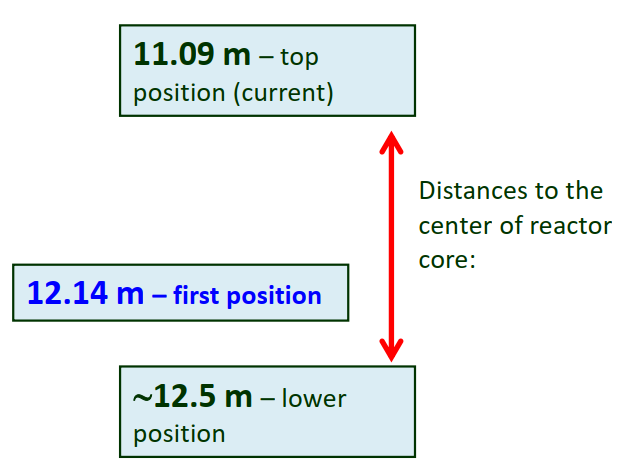 11.09 m – top
position (current)
Distances to the
center of reactor
core:
12.14 m – first position
~12.5 m – lower
position